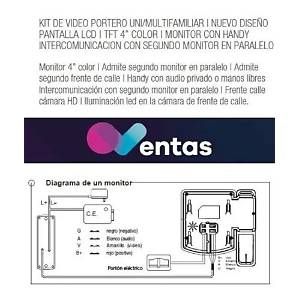 KIT DE VIDEO PORTERO UNI/MULTIFAMILIAR I NUEVO DISEÑO
PANTALLA LCD I TFT 4" COLOR I MONITOR CON HANDY
INTERCOMUNICACION CON SEGUNDO MONITOR EN PARALELO
Monitor 4" color I Admite segundo monitor en paralelo I Admite
segundo frente de calle I Handy con audio privado o manos libres
Intercomunicación con segundo monitor en paralelo I Frente calle
cámara HD I Iluminación led en la cámara de frente de calle.
entas
Diagrama de un monitor
L+
L+
C.E.
G negro (negativo)
A Blanco (audio)
V Amarillo (video)
B+ rojo (positivo)
Portón eléctrico